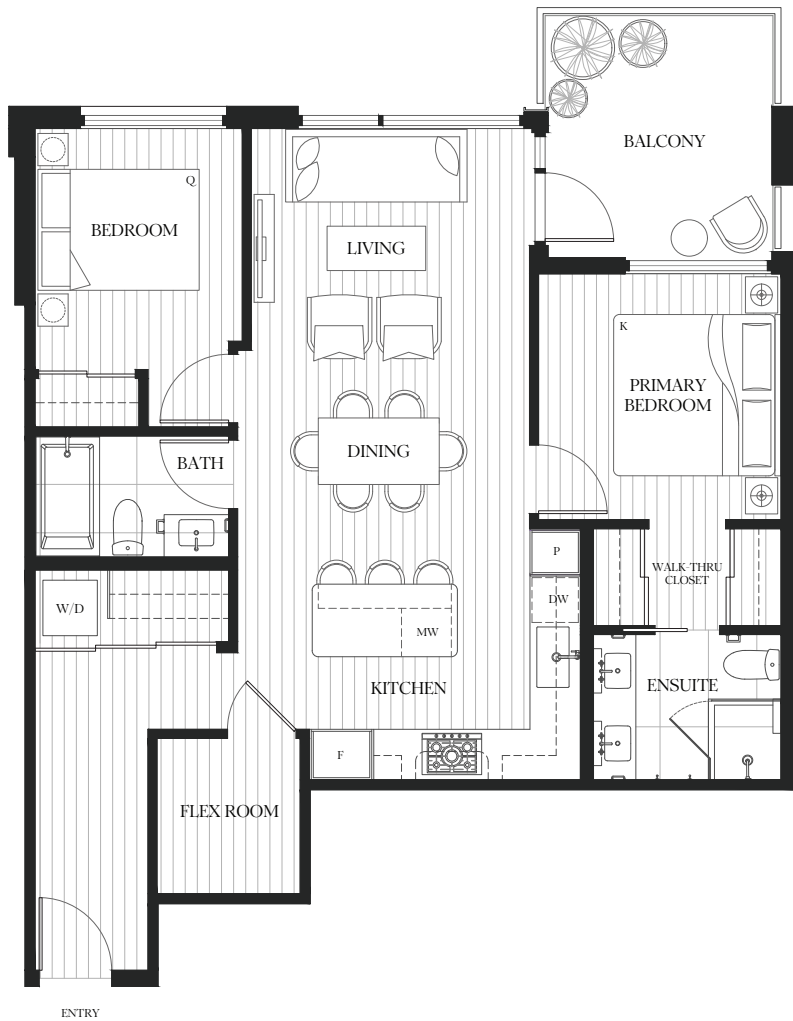 BALCONY
Q
BEDROOM
LIVING
K
PRIMARY
BEDROOM
DINING
BATH
P
WALK-THRU
CLOSET
DW
W/D
MW
ENSUITE
KITCHEN
F
FLEX ROOM
ENTRY